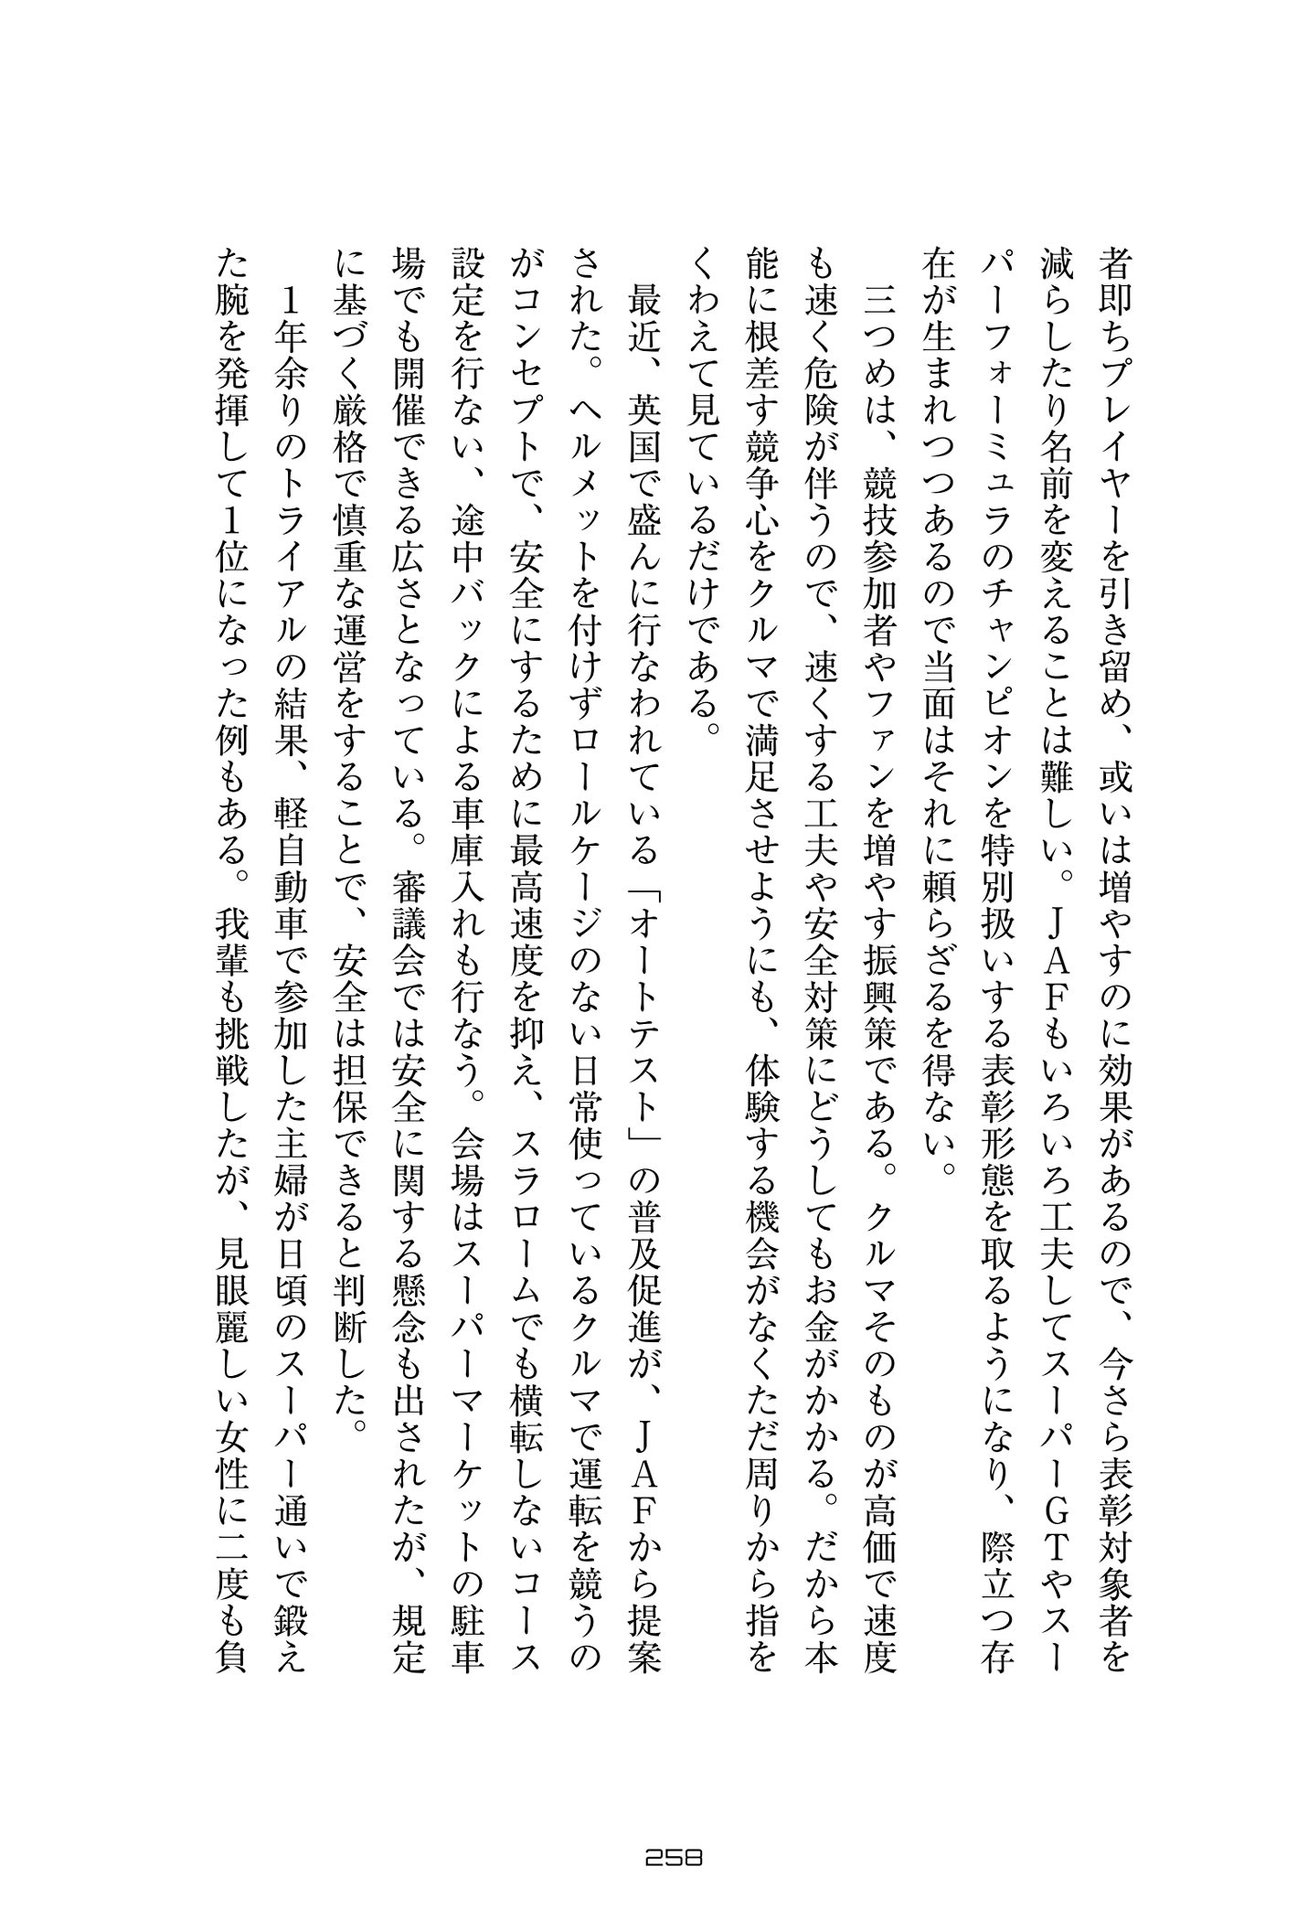 者即ちプレイヤーを引き留め、或いは増やすのに効果があるので、今さら表彰対象者を
減らしたり名前を変えることは難しい。ＪＡＦもいろいろ工夫してスーパーＧＴやスー
パーフォーミュラのチャンピオンを特別扱いする表彰形態を取るようになり、際立つ存
在が生まれつつあるので当面はそれに頼らざるを得ない。
　三つめは、競技参加者やファンを増やす振興策である。クルマそのものが高価で速度
も速く危険が伴うので、速くする工夫や安全対策にどうしてもお金がかかる。だから本
能に根差す競争心をクルマで満足させようにも、体験する機会がなくただ周りから指を
くわえて見ているだけである。
　最近、英国で盛んに行なわれている「オートテスト」の普及促進が、ＪＡＦから提案
された。ヘルメットを付けずロールケージのない日常使っているクルマで運転を競うの
がコンセプトで、安全にするために最高速度を抑え、スラロームでも横転しないコース
設定を行ない、途中バックによる車庫入れも行なう。会場はスーパーマーケットの駐車
場でも開催できる広さとなっている。審議会では安全に関する懸念も出されたが、規定
に基づく厳格で慎重な運営をすることで、安全は担保できると判断した。
　１年余りのトライアルの結果、軽自動車で参加した主婦が日頃のスーパー通いで鍛え
た腕を発揮して１位になった例もある。我輩も挑戦したが、見眼麗しい女性に二度も負
258